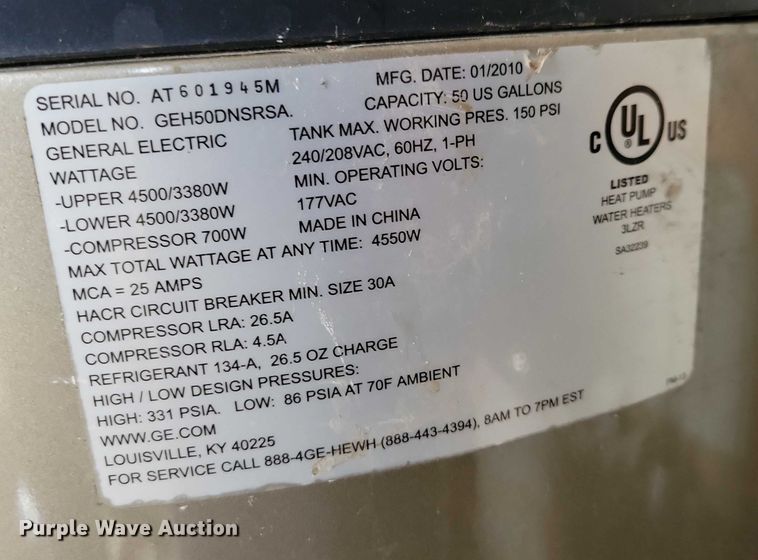 SERIAL NO. AT601945M MFG. DATE: 01/2010
MODEL NO. GEH50DNSRSA. CAPACITY: 50 US GALLONS
GENERAL ELECTRIC TANK MAX. WORKING PRES. 150 PSI
WATTAGE 240/208VAC, 60HZ, 1-PH
-UPPER 4500/3380W MIN. OPERATING VOLTS:
-LOWER 4500/3380W 177VAC
-COMPRESSOR 700W MADE IN CHINA
MAX TOTAL WATTAGE AT ANY TIME: 4550W
MCA = 25 AMPS
HACR CIRCUIT BREAKER MIN. SIZE 30A
COMPRESSOR LRA: 26.5A
COMPRESSOR RLA: 4.5A
REFRIGERANT 134-A, 26.5 OZ CHARGE
HIGH / LOW DESIGN PRESSURES:
HIGH: 331 PSIA. LOW: 86 PSIA AT 70F AMBIENT
WWW.GE.COM
LOUISVILLE, KY 40225
FOR SERVICE CALL 888-4GE-HEWH (888-443-4394), 8AM TO 7PM EST
C UL ® US
LISTED
HEAT PUMP
WATER HEATERS
3LZR
SA32239
Purple Wave Auction